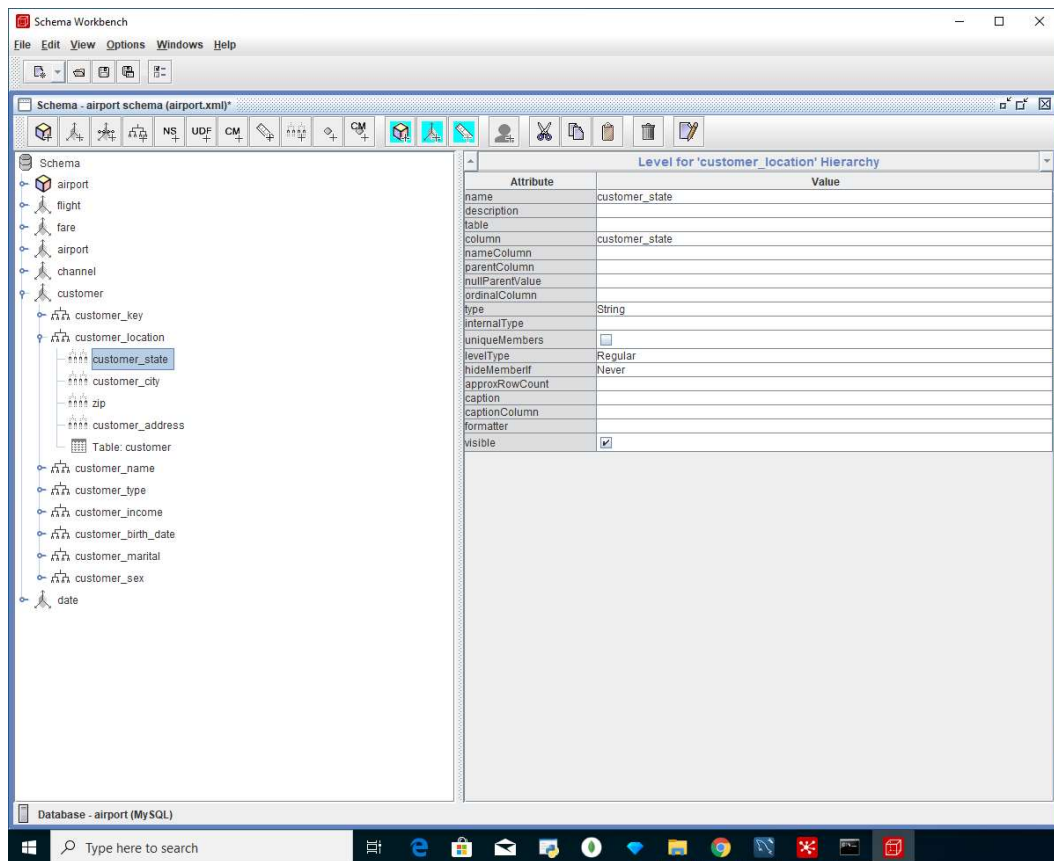 Schema Workbench
File Edit View Options Windows Help
Schema - airport schema (airport.xml)*
NS UDF CM CM
Schema
airport
flight
fare
airport
channel
customer
customer_key
customer_location
customer_state
customer_city
zip
customer_address
Table: customer
customer_name
customer_type
customer_income
customer_birth_date
customer_marital
customer_sex
date
Level for 'customer_location' Hierarchy
Attribute Value
name customer_state
description
table
column customer_state
nameColumn
parentColumn
nullParentValue
ordinalColumn
type String
internalType
uniqueMembers
levelType Regular
hideMemberIf Never
approxRowCount
caption
captionColumn
formatter
visible
Database - airport (MySQL)
Type here to search